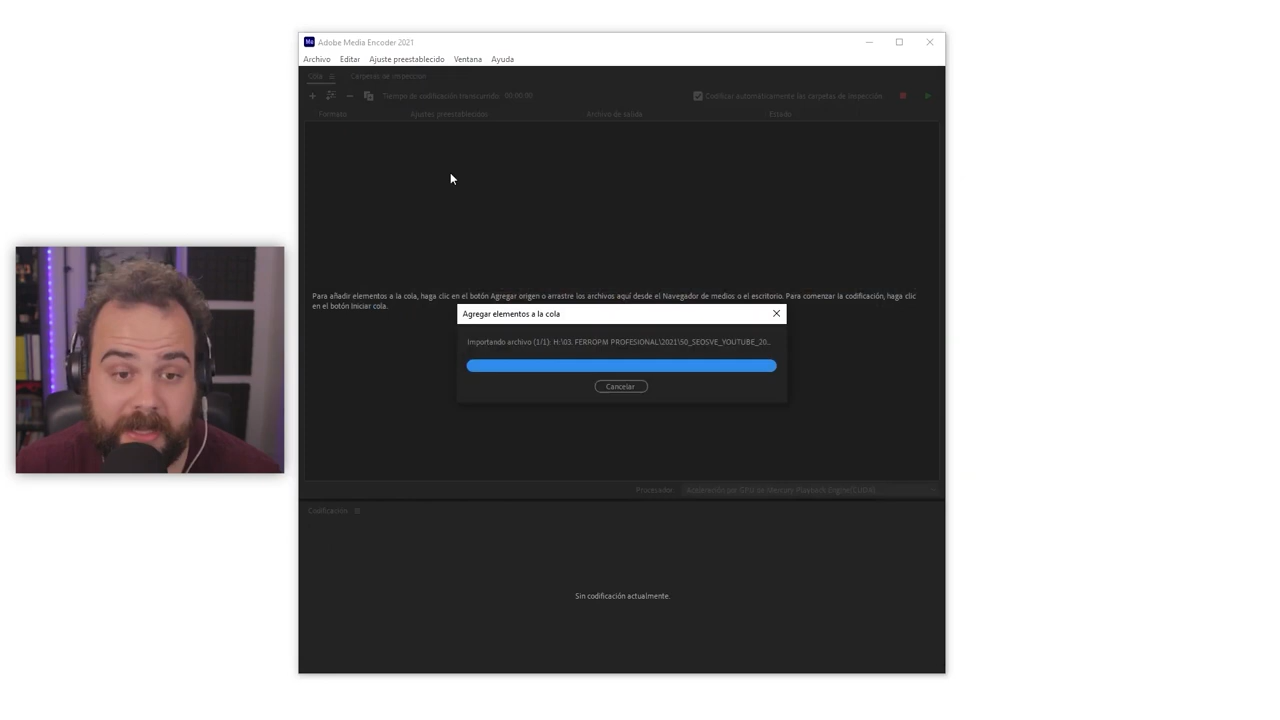 Me Adobe Media Encoder 2021
Archivo Editar Ajuste preestablecido Ventana Ayuda
Cola Carpetas de inspección
Tiempo de codificación transcurrido: 00:00:00 Codificar automáticamente las carpetas de inspección
Formato Ajustes preestablecidos Archivo de salida Estado
Para añadir elementos a la cola, haga clic en el botón Agregar origen o arrastre los archivos aquí desde el Navegador de medios o el escritorio. Para comenzar la codificación, haga clic
en el botón Iniciar cola.
Agregar elementos a la cola
Importando archivo (1/1): H:\03. FERROPM PROFESIONAL\2021\50_SEOSVE_YOUTUBE_20...
Cancelar
Procesador: Aceleración por GPU de Mercury Playback Engine (CUDA)
Codificación
Sin codificación actualmente.